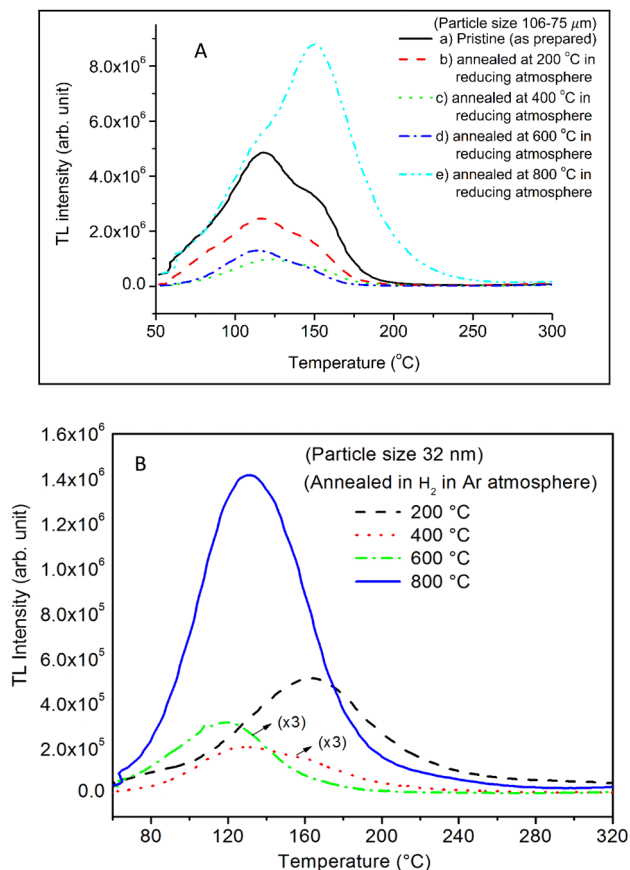 A
(Particle size 106-75 μm)
a) Pristine (as prepared)
b) annealed at 200 °C in
reducing atmosphere
c) annealed at 400 °C in
reducing atmosphere
d) annealed at 600 °C in
reducing atmosphere
e) annealed at 800 °C in
reducing atmosphere
TL intensity (arb. unit)
8.0x10⁶
6.0x10⁶
4.0x10⁶
2.0x10⁶
0.0
50 100 150 200 250 300
Temperature (°C)
B
(Particle size 32 nm)
(Annealed in H₂ in Ar atmosphere)
200 °C
400 °C
600 °C
800 °C
(x3)
(x3)
TL Intensity (arb. unit)
1.6x10⁶
1.4x10⁶
1.2x10⁶
1.0x10⁶
8.0x10⁵
6.0x10⁵
4.0x10⁵
2.0x10⁵
0.0
80 120 160 200 240 280 320
Temperature (°C)